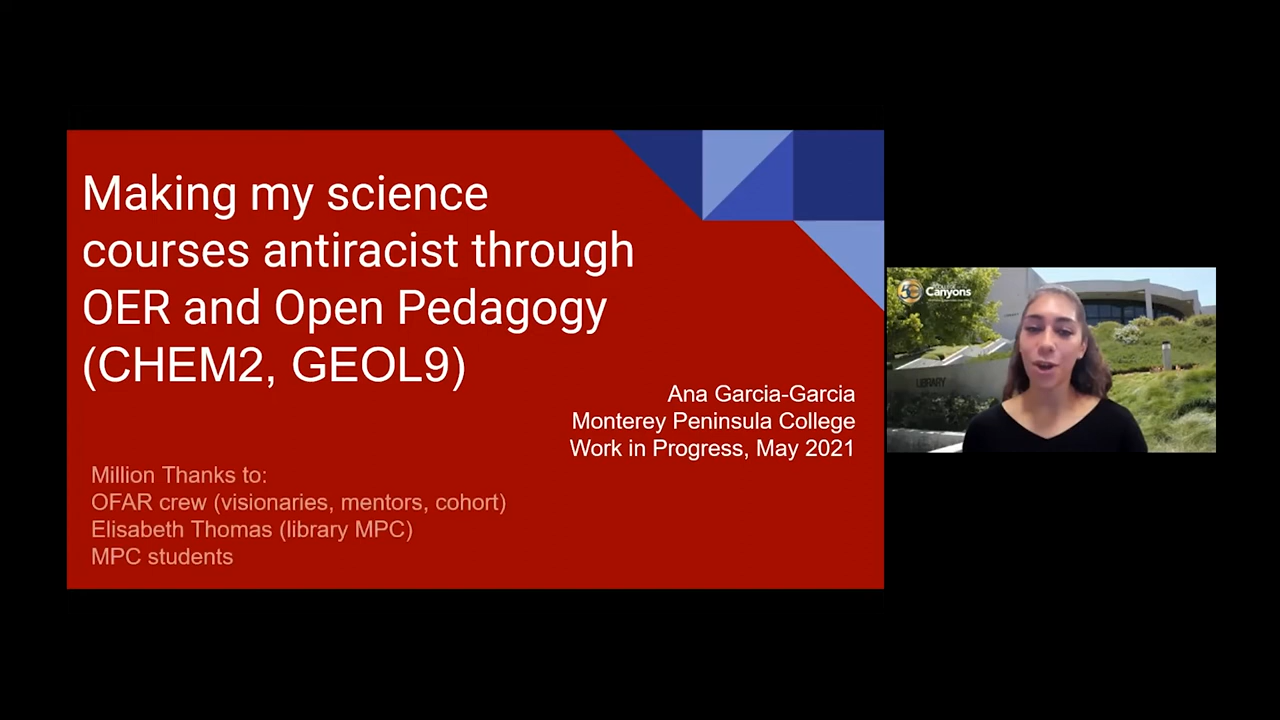 Making my science
courses antiracist through
OER and Open Pedagogy
(CHEM2, GEOL9)
Ana Garcia-Garcia
Monterey Peninsula College
Work in Progress, May 2021
Million Thanks to:
OFAR crew (visionaries, mentors, cohort)
Elisabeth Thomas (library MPC)
MPC students
Canyons
LIBRARY